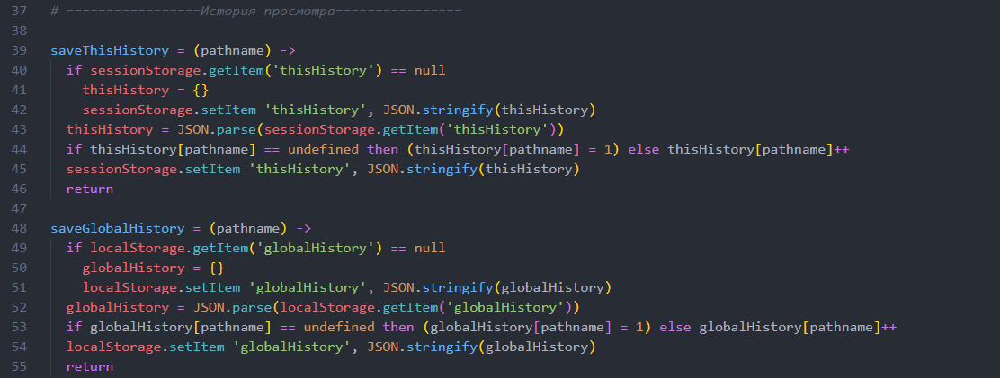 37 # =================История просмотра================
38
39 saveThisHistory = (pathname) ->
40   if sessionStorage.getItem('thisHistory') == null
41     thisHistory = {}
42     sessionStorage.setItem 'thisHistory', JSON.stringify(thisHistory)
43   thisHistory = JSON.parse(sessionStorage.getItem('thisHistory'))
44   if thisHistory[pathname] == undefined then (thisHistory[pathname] = 1) else thisHistory[pathname]++
45   sessionStorage.setItem 'thisHistory', JSON.stringify(thisHistory)
46   return
47
48 saveGlobalHistory = (pathname) ->
49   if localStorage.getItem('globalHistory') == null
50     globalHistory = {}
51     localStorage.setItem 'globalHistory', JSON.stringify(globalHistory)
52   globalHistory = JSON.parse(localStorage.getItem('globalHistory'))
53   if globalHistory[pathname] == undefined then (globalHistory[pathname] = 1) else globalHistory[pathname]++
54   localStorage.setItem 'globalHistory', JSON.stringify(globalHistory)
55   return